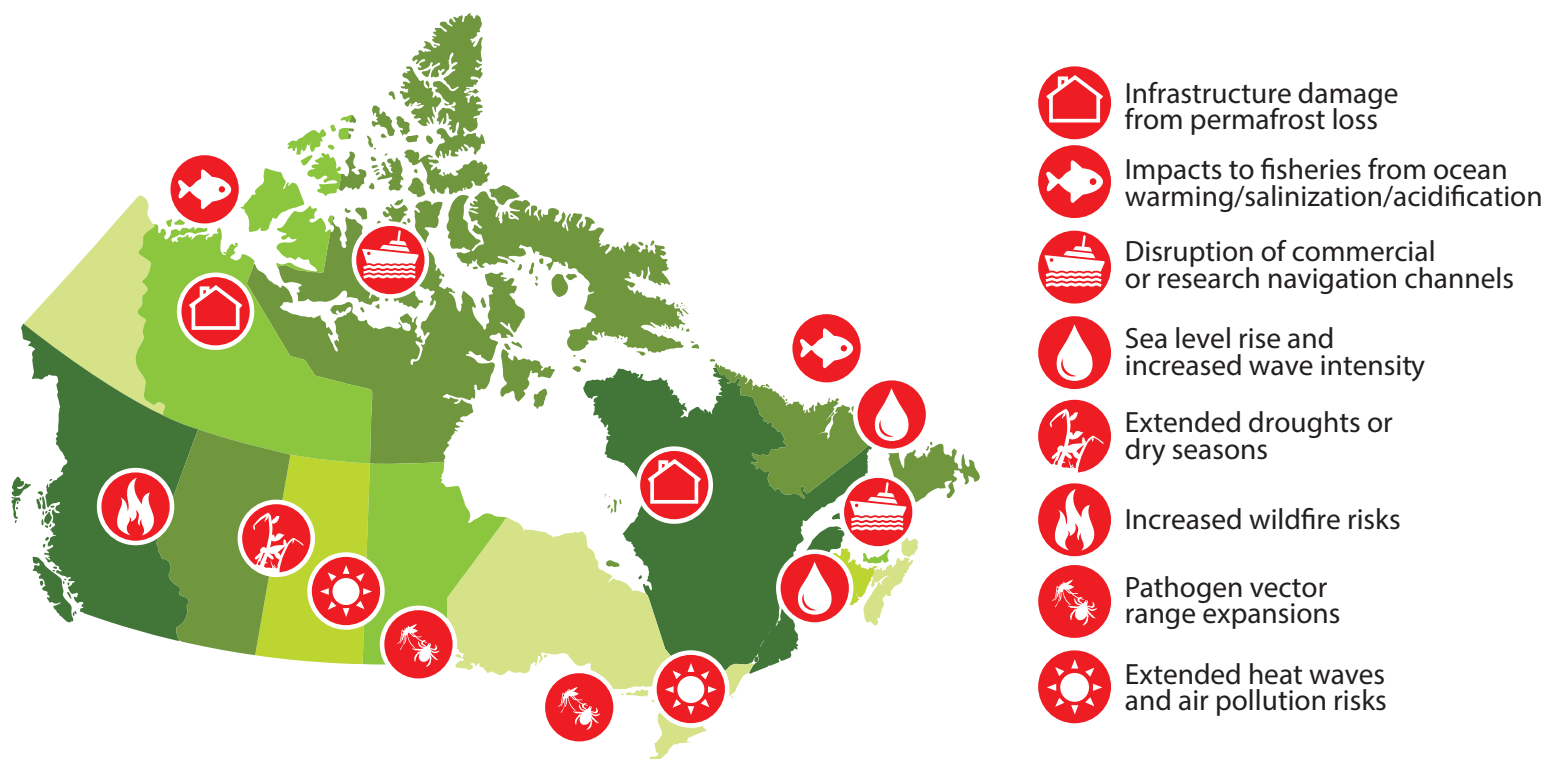 Infrastructure damage
from permafrost loss
Impacts to fisheries from ocean
warming/salinization/acidification
Disruption of commercial
or research navigation channels
Sea level rise and
increased wave intensity
Extended droughts or
dry seasons
Increased wildfire risks
Pathogen vector
range expansions
Extended heat waves
and air pollution risks